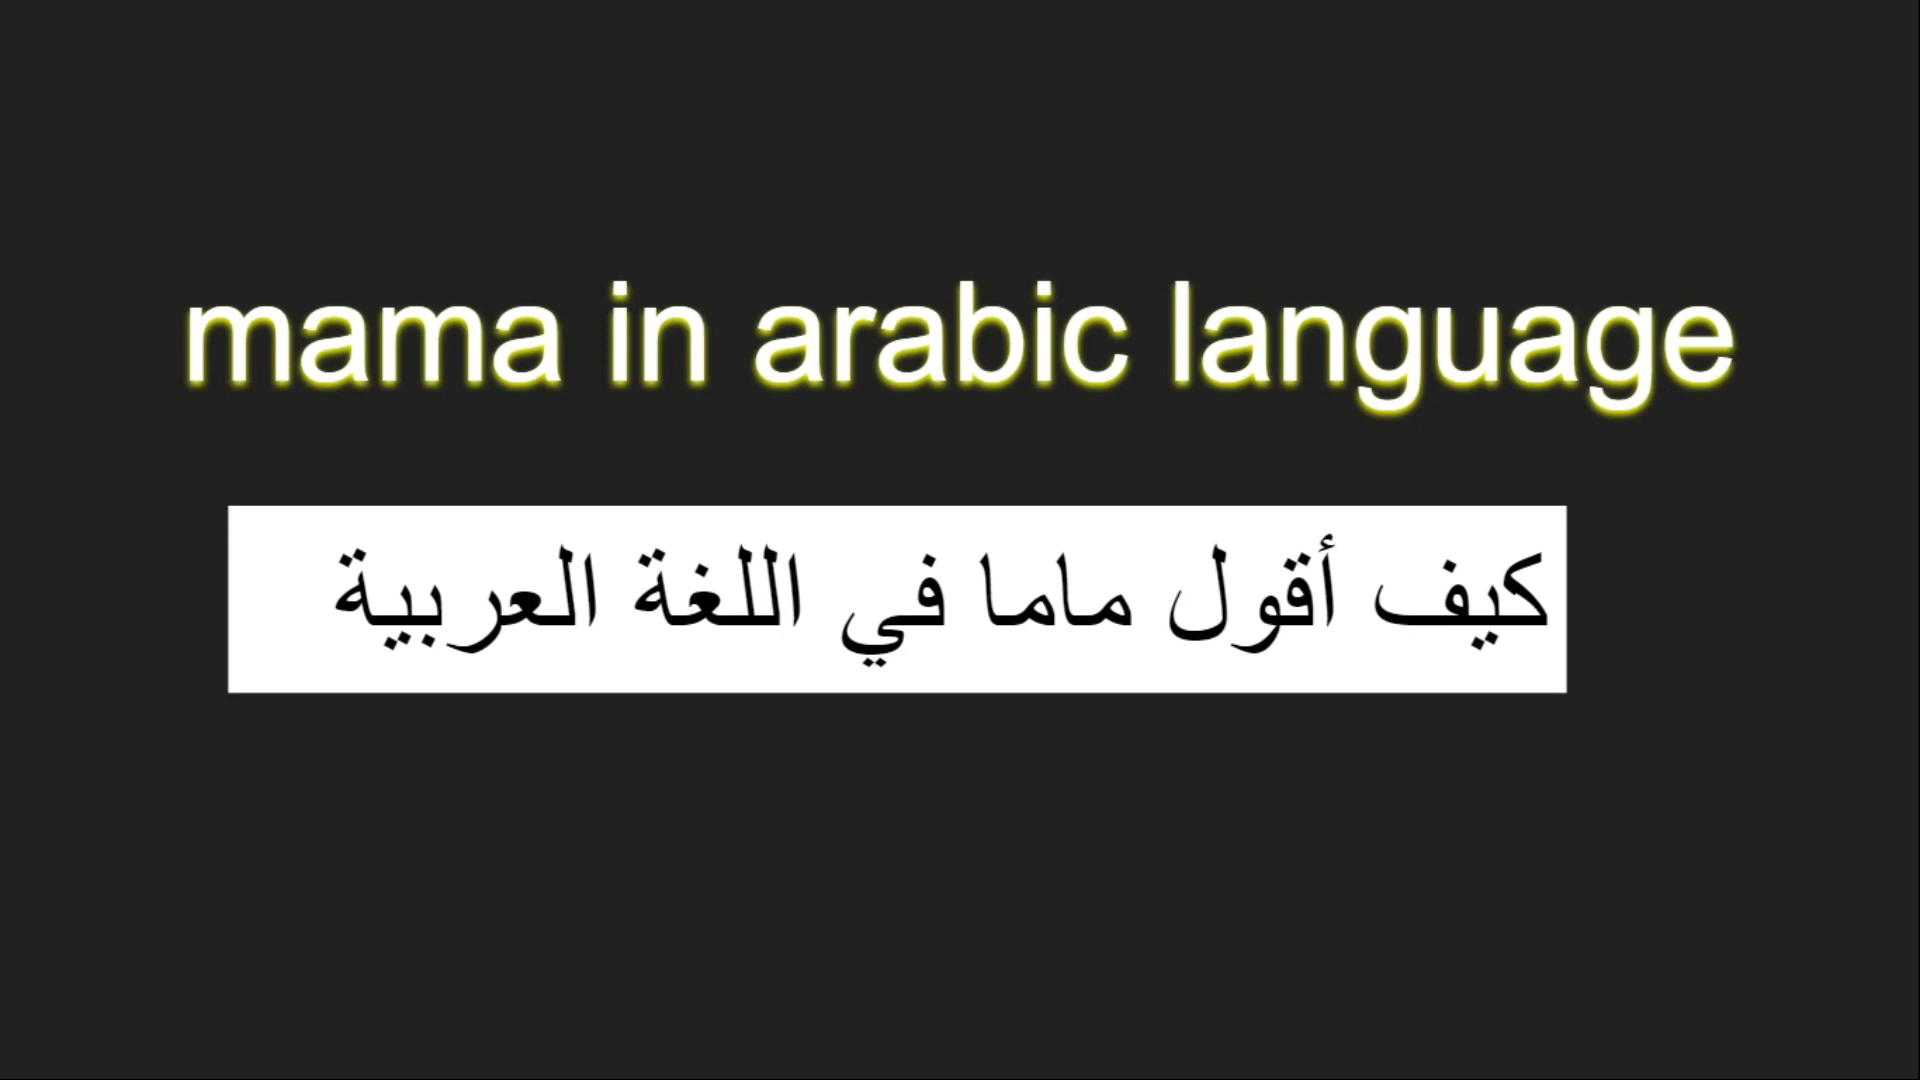 mama in arabic language
كيف أقول ماما في اللغة العربية